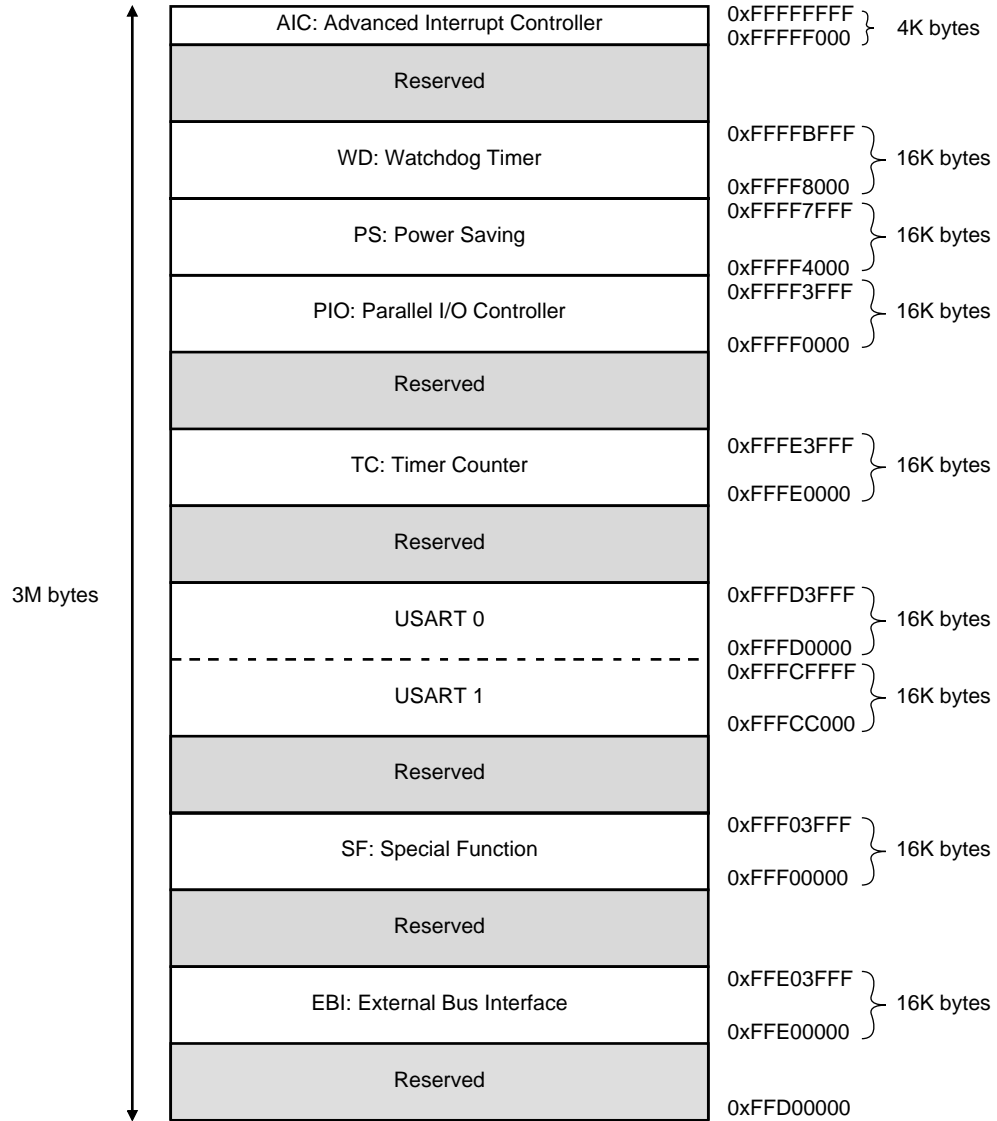 AIC: Advanced Interrupt Controller
0xFFFFFFFF
0xFFFFF000
4K bytes
Reserved
WD: Watchdog Timer
0xFFFFBFFF
0xFFFF8000
16K bytes
PS: Power Saving
0xFFFF7FFF
0xFFFF4000
16K bytes
PIO: Parallel I/O Controller
0xFFFF3FFF
0xFFFF0000
16K bytes
Reserved
TC: Timer Counter
0xFFFE3FFF
0xFFFE0000
16K bytes
Reserved
3M bytes
USART 0
0xFFFD3FFF
0xFFFD0000
16K bytes
USART 1
0xFFFCFFFF
0xFFFCC000
16K bytes
Reserved
SF: Special Function
0xFFF03FFF
0xFFF00000
16K bytes
Reserved
EBI: External Bus Interface
0xFFE03FFF
0xFFE00000
16K bytes
Reserved
0xFFD00000